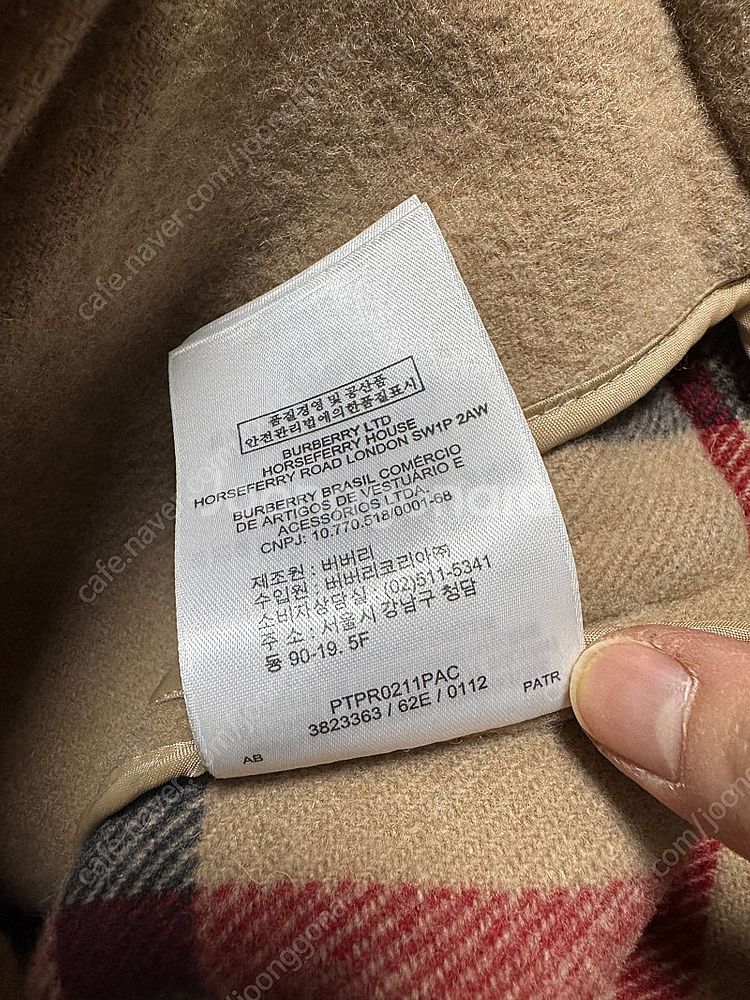 품질경영 및 공산품
안전관리법에의한품질표시
BURBERRY LTD
HORSEFERRY HOUSE
HORSEFERRY ROAD LONDON SW1P 2AW
BURBERRY BRASIL COMÉRCIO
DE ARTIGOS DE VESTUÁRIO E
ACESSÓRIOS LTDA.
CNPJ: 10.770.518/0001-68
제조원 : 버버리
수입원 : 버버리코리아(주)
소비자상담실 : (02)511-5341
주 소 : 서울시 강남구 청담
동 90-19. 5F
PTPR0211PAC
3823363 / 62E / 0112
PATR
AB
cafe.naver.com/joonggonara